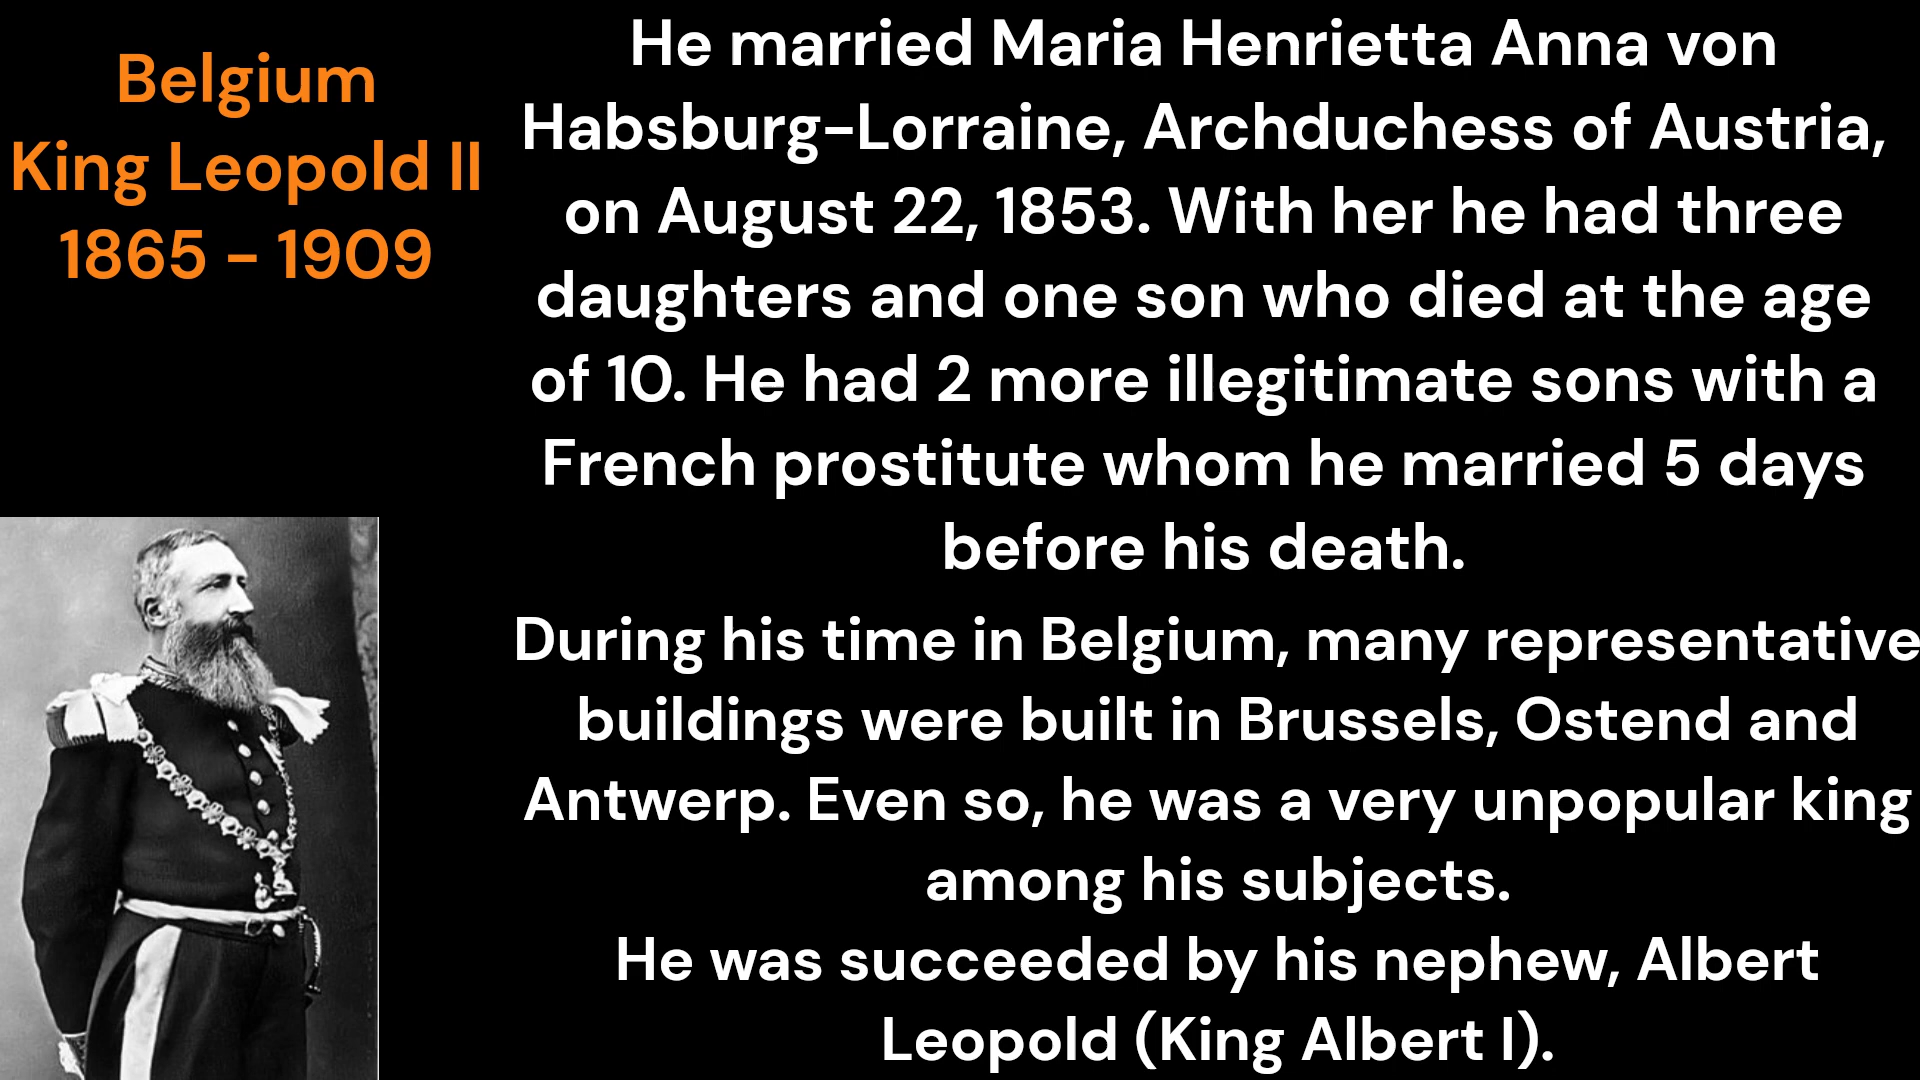 Belgium
King Leopold II
1865 - 1909
He married Maria Henrietta Anna von
Habsburg-Lorraine, Archduchess of Austria,
on August 22, 1853. With her he had three
daughters and one son who died at the age
of 10. He had 2 more illegitimate sons with a
French prostitute whom he married 5 days
before his death.
During his time in Belgium, many representative
buildings were built in Brussels, Ostend and
Antwerp. Even so, he was a very unpopular king
among his subjects.
He was succeeded by his nephew, Albert
Leopold (King Albert I).